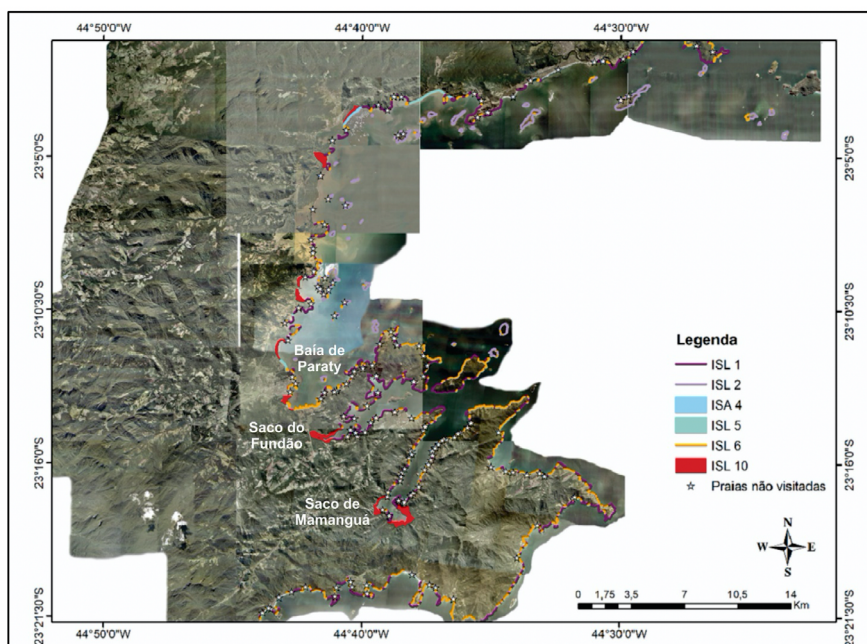 44°50'0"W 44°40'0"W 44°30'0"W
23°5'0"S 23°5'0"S
23°10'30"S 23°10'30"S
Baía de
Paraty
Saco do
Fundão
23°16'0"S 23°16'0"S
Saco de
Mamanguá
23°21'30"S 23°21'30"S
Legenda
ISL 1
ISL 2
ISA 4
ISL 5
ISL 6
ISL 10
Praias não visitadas
N
W E
S
0 1,75 3,5 7 10,5 14
Km
44°50'0"W 44°40'0"W 44°30'0"W